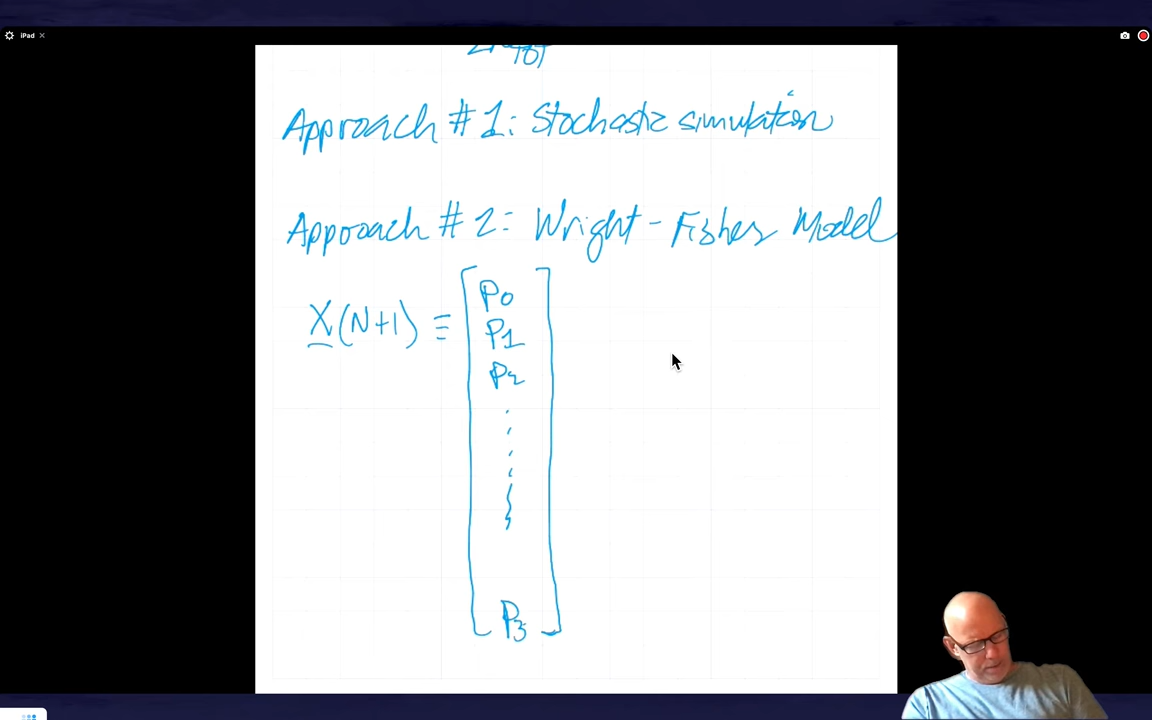 iPad
Approach # 1: Stochastic simulation
Approach # 2: Wright-Fisher Model
X(N+1) ≡
P0
P1
P2
P3